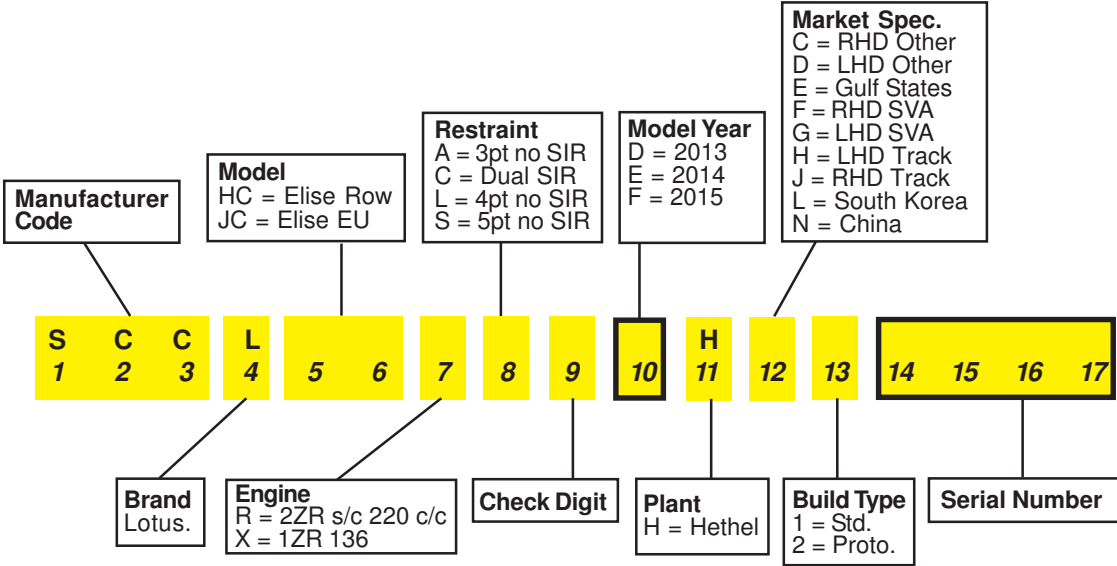 Market Spec.
C = RHD Other
D = LHD Other
E = Gulf States
F = RHD SVA
G = LHD SVA
H = LHD Track
J = RHD Track
L = South Korea
N = China
Model Year
D = 2013
E = 2014
F = 2015
Restraint
A = 3pt no SIR
C = Dual SIR
L = 4pt no SIR
S = 5pt no SIR
Model
HC = Elise Row
JC = Elise EU
Manufacturer
Code
S C C L H
1 2 3 4 5 6 7 8 9 10 11 12 13 14 15 16 17
Brand
Lotus.
Engine
R = 2ZR s/c 220 c/c
X = 1ZR 136
Check Digit
Plant
H = Hethel
Build Type
1 = Std.
2 = Proto.
Serial Number